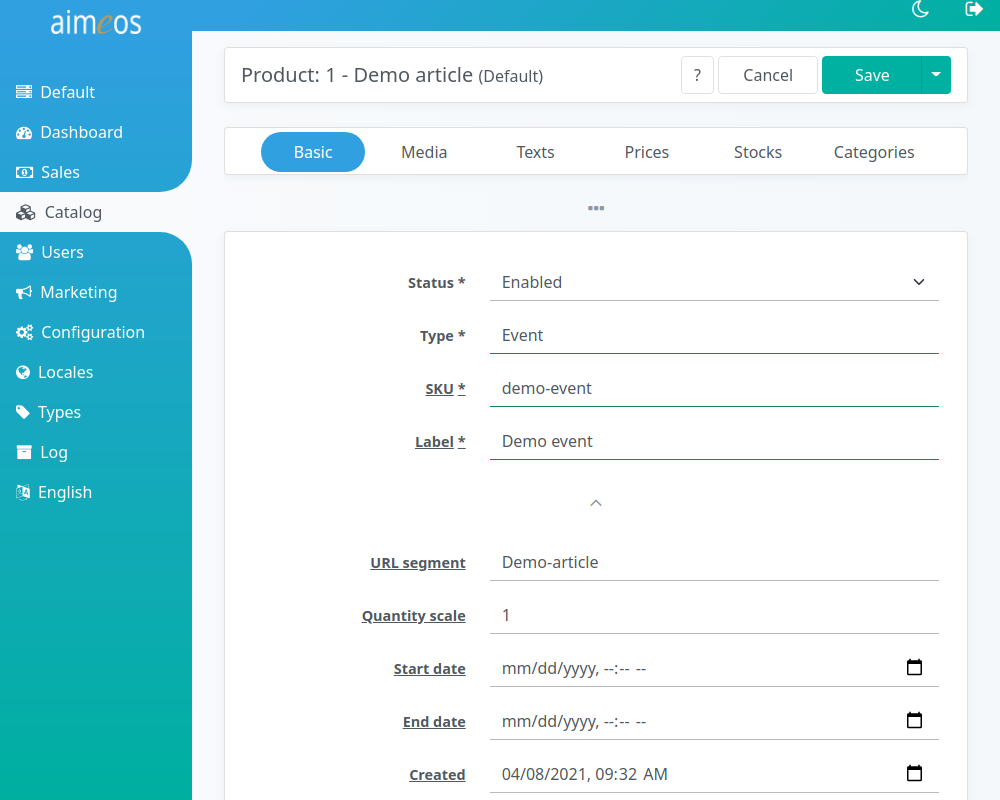 aimeos
Default
Dashboard
Sales
Catalog
Users
Marketing
Configuration
Locales
Types
Log
English
Product: 1 - Demo article (Default)
? Cancel Save
Basic Media Texts Prices Stocks Categories
Status * Enabled
Type * Event
SKU * demo-event
Label * Demo event
URL segment Demo-article
Quantity scale 1
Start date mm/dd/yyyy, --:-- --
End date mm/dd/yyyy, --:-- --
Created 04/08/2021, 09:32 AM